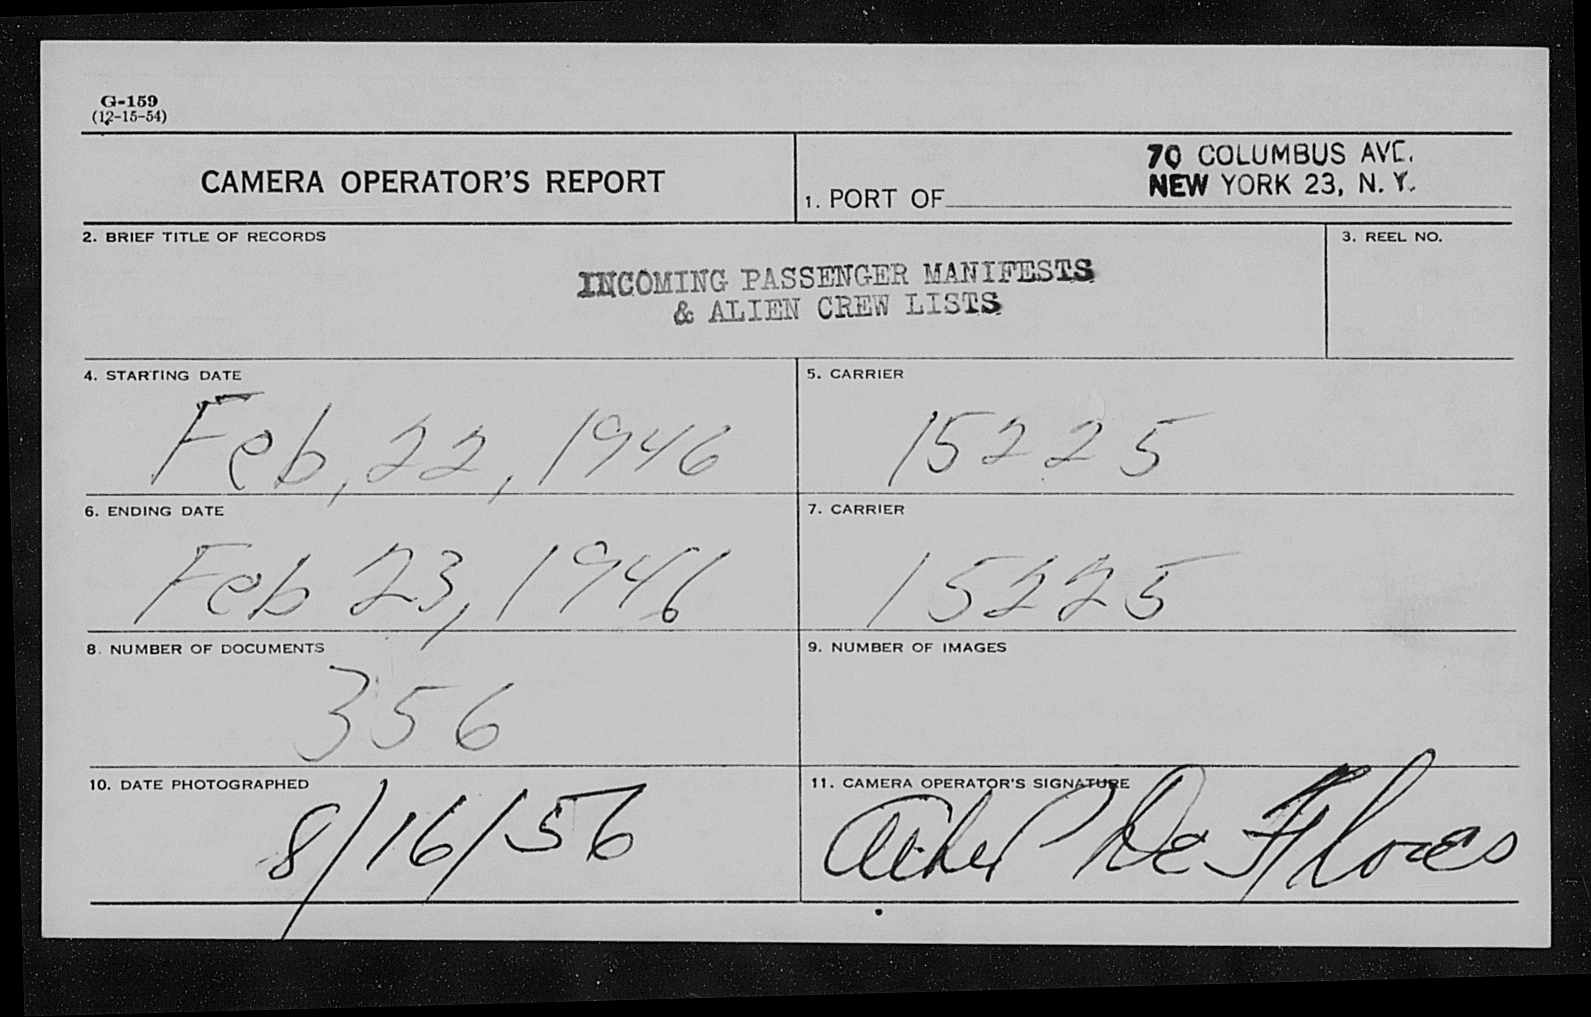 G-159
(12-15-54)
CAMERA OPERATOR'S REPORT
1. PORT OF
70 COLUMBUS AVE.
NEW YORK 23, N.Y.
2. BRIEF TITLE OF RECORDS
INCOMING PASSENGER MANIFESTS
& ALIEN CREW LISTS
3. REEL NO.
4. STARTING DATE
Feb, 22, 1946
5. CARRIER
15225
6. ENDING DATE
Feb 23, 1946
7. CARRIER
15225
8. NUMBER OF DOCUMENTS
356
9. NUMBER OF IMAGES
10. DATE PHOTOGRAPHED
8/16/56
11. CAMERA OPERATOR'S SIGNATURE
De Flores